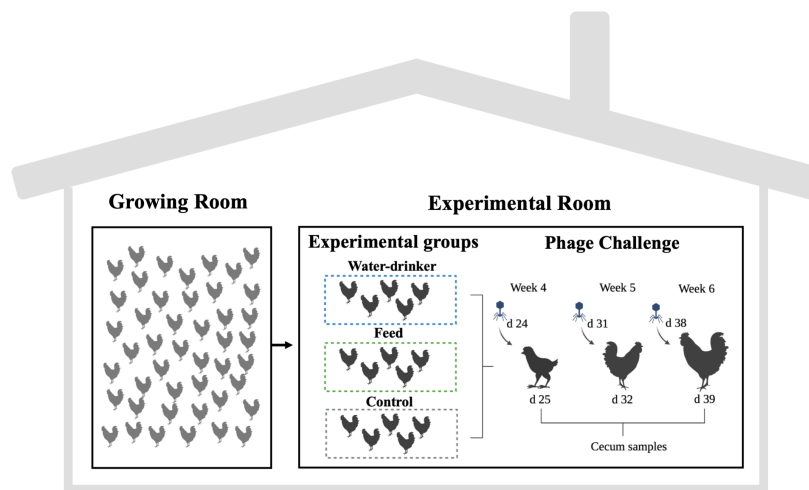 Growing Room
Experimental Room
Experimental groups
Phage Challenge
Water-drinker
Feed
Control
Week 4
Week 5
Week 6
d 24
d 31
d 38
d 25
d 32
d 39
Cecum samples